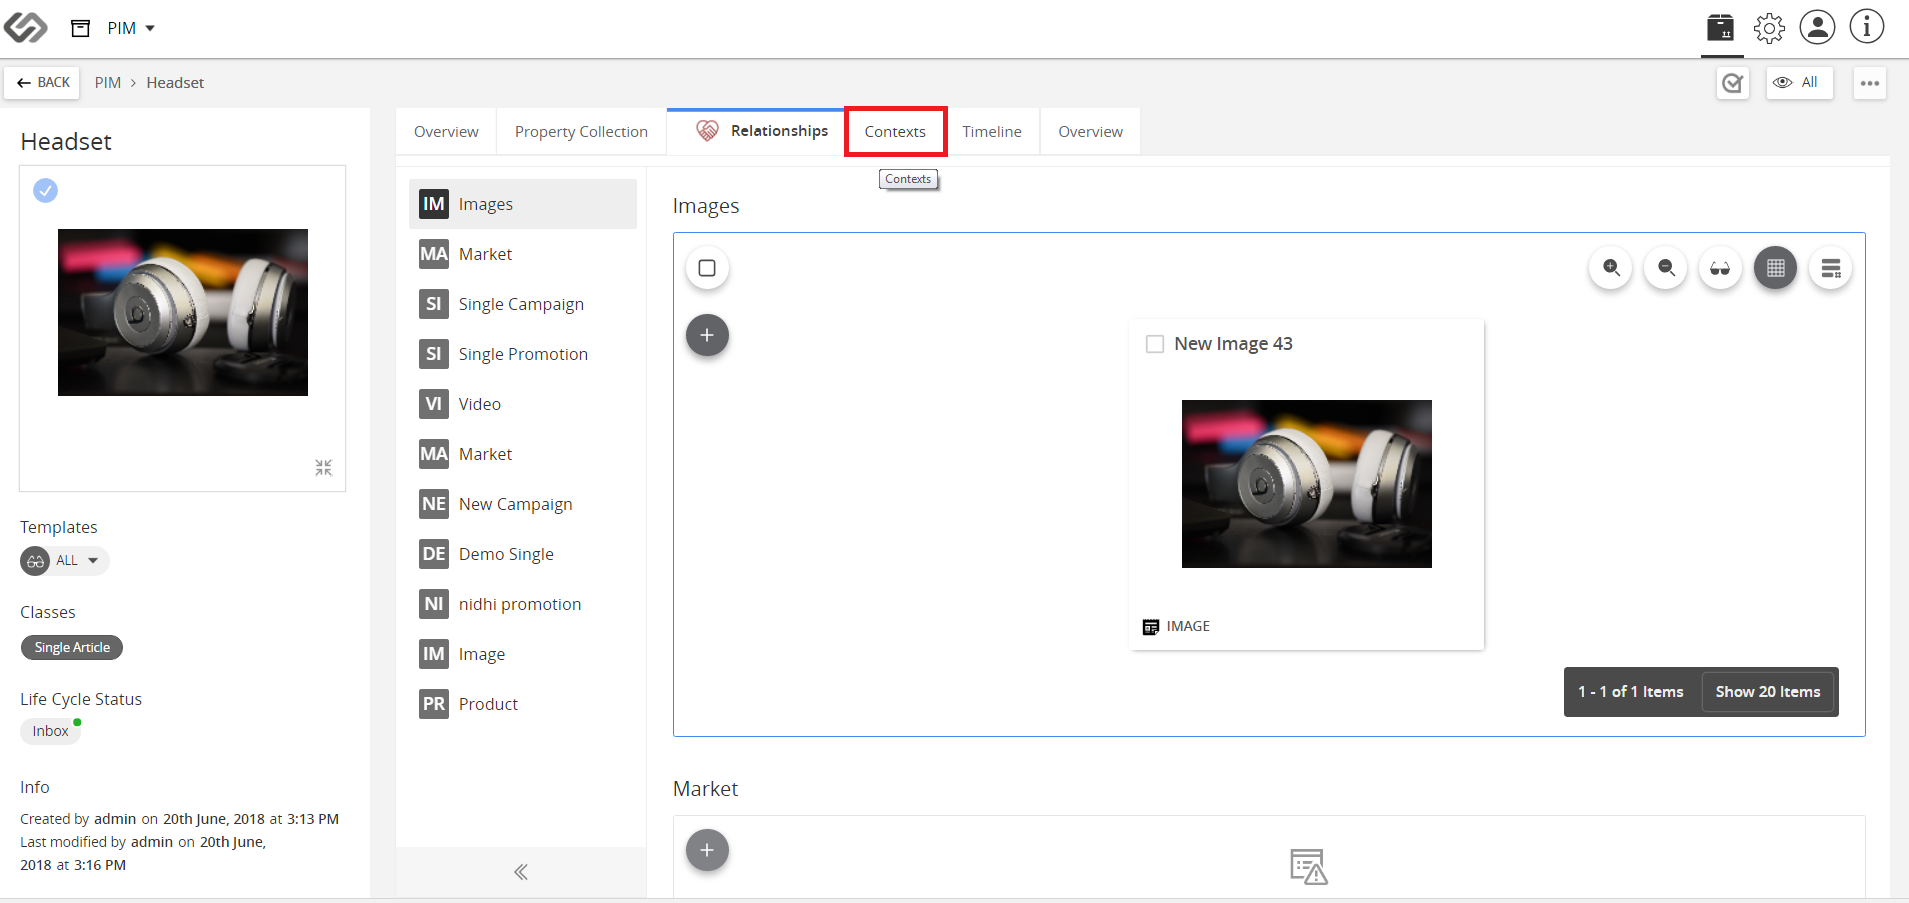 PIM
BACK
PIM > Headset
All
Headset
Templates
ALL
Classes
Single Article
Life Cycle Status
Inbox
Info
Created by admin on 20th June, 2018 at 3:13 PM
Last modified by admin on 20th June,
2018 at 3:16 PM
Overview
Property Collection
Relationships
Contexts
Timeline
Overview
Contexts
IM Images
MA Market
SI Single Campaign
SI Single Promotion
VI Video
MA Market
NE New Campaign
DE Demo Single
NI nidhi promotion
IM Image
PR Product
Images
New Image 43
IMAGE
1 - 1 of 1 Items
Show 20 Items
Market